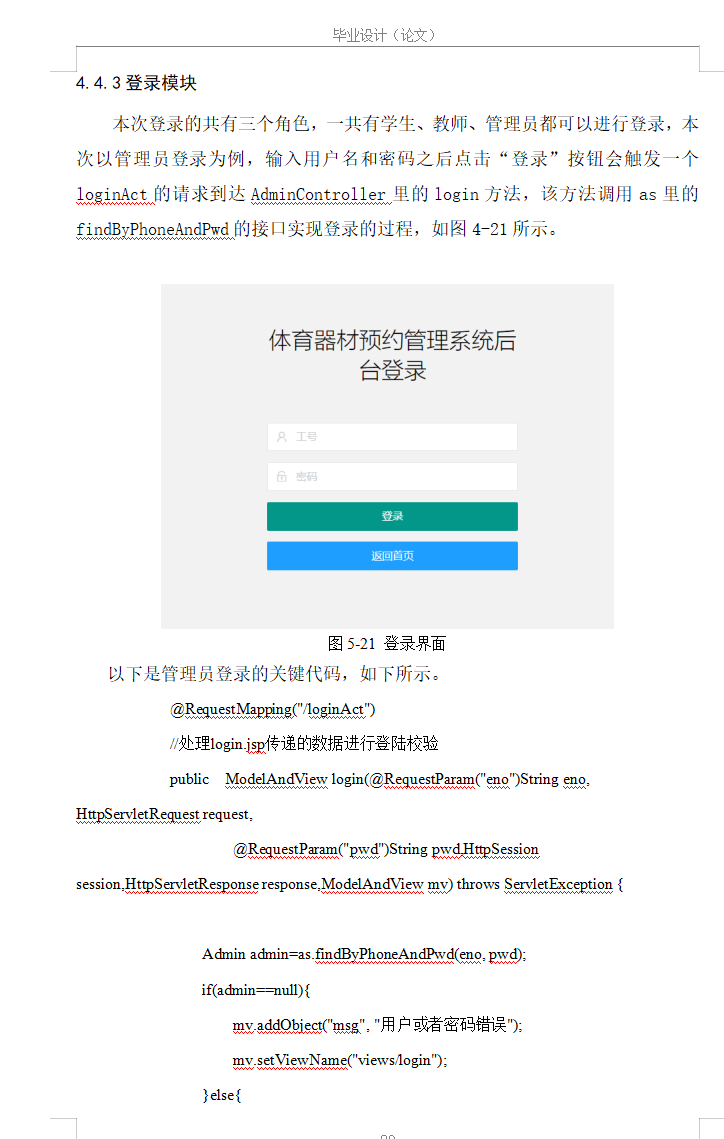 毕业设计（论文）
4.4.3登录模块
本次登录的共有三个角色，一共有学生、教师、管理员都可以进行登录，本
次以管理员登录为例，输入用户名和密码之后点击“登录”按钮会触发一个
loginAct 的请求到达 AdminController 里的 login 方法，该方法调用 as 里的
findByPhoneAndPwd 的接口实现登录的过程，如图 4-21 所示。
体育器材预约管理系统后
台登录
工号
密码
登录
返回首页
图 5-21 登录界面
以下是管理员登录的关键代码，如下所示。
@RequestMapping("/loginAct")
//处理login.jsp传递的数据进行登陆校验
public ModelAndView login(@RequestParam("eno")String eno,
HttpServletRequest request,
@RequestParam("pwd")String pwd,HttpSession
session,HttpServletResponse response,ModelAndView mv) throws ServletException {
Admin admin=as.findByPhoneAndPwd(eno, pwd);
if(admin==null){
mv.addObject("msg", "用户或者密码错误");
mv.setViewName("views/login");
}else{